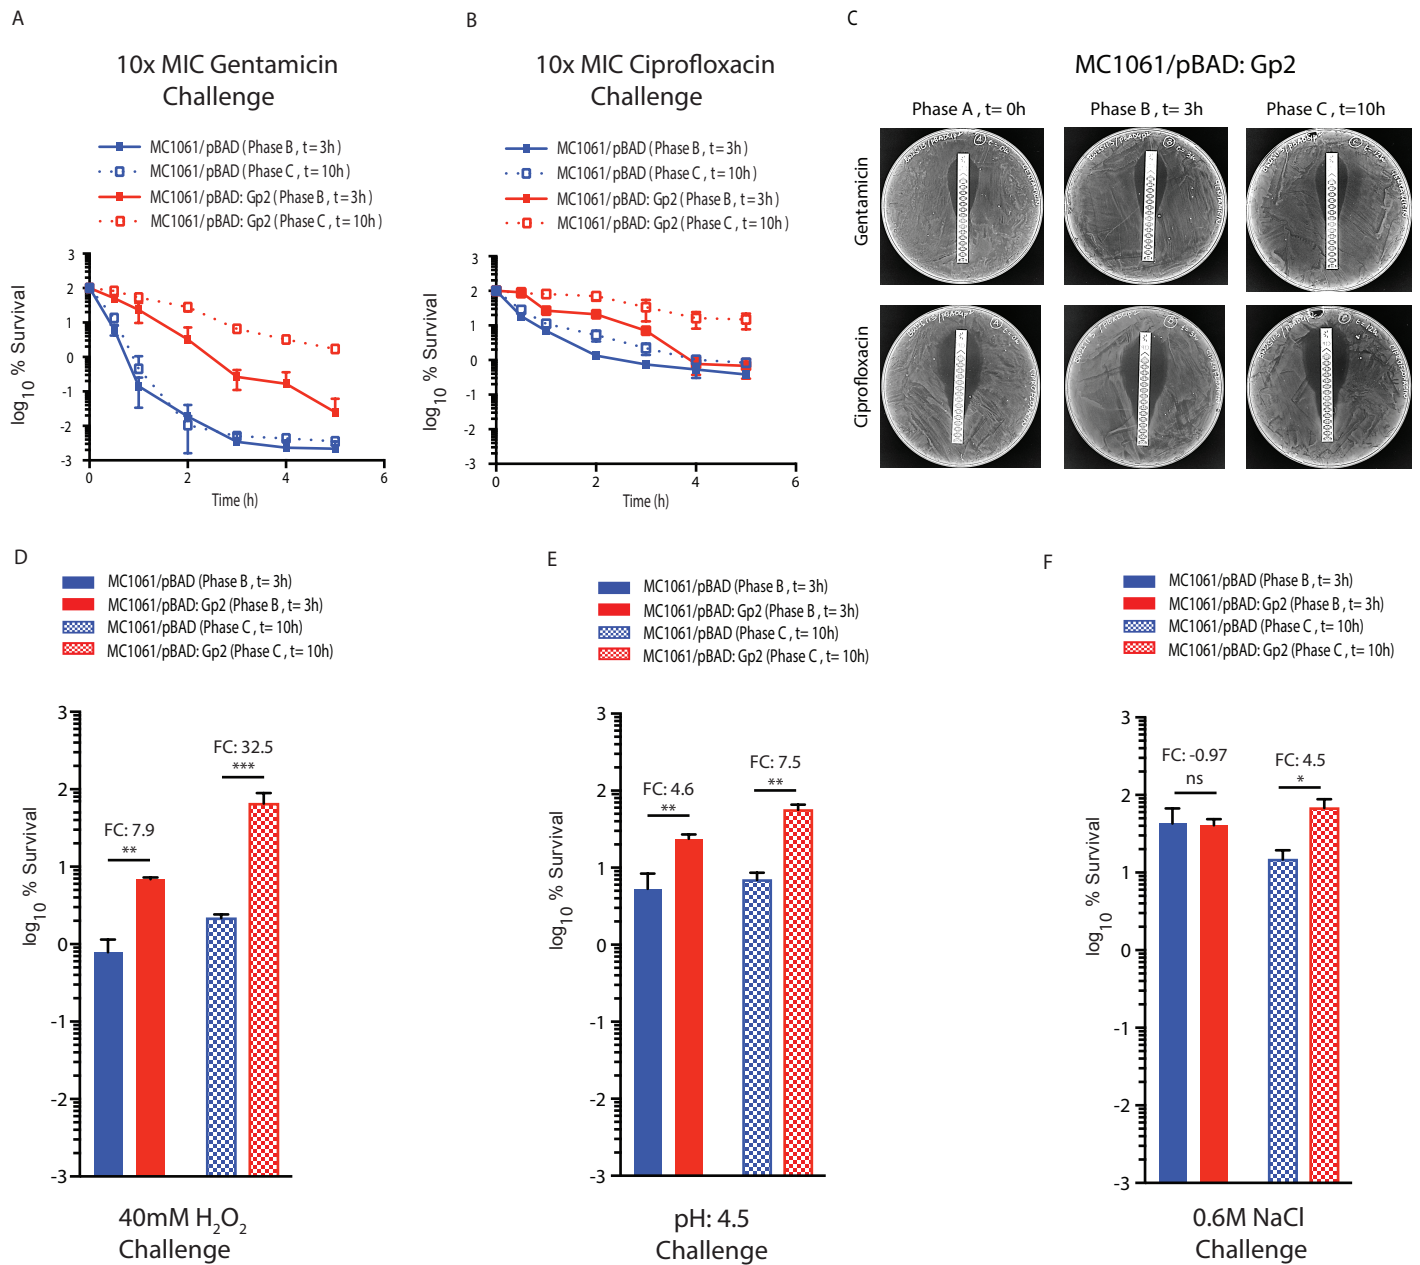 A
10x MIC Gentamicin
Challenge
MC1061/pBAD (Phase B , t= 3h )
MC1061/pBAD (Phase C , t= 10h)
MC1061/pBAD: Gp2 (Phase B , t= 3h )
MC1061/pBAD: Gp2 (Phase C , t= 10h )
log10 % Survival
3
2
1
0
-1
-2
-3
0
2
4
6
Time (h)
B
10x MIC Ciprofloxacin
Challenge
MC1061/pBAD (Phase B , t= 3h )
MC1061/pBAD (Phase C , t= 10h)
MC1061/pBAD: Gp2 (Phase B , t= 3h )
MC1061/pBAD: Gp2 (Phase C , t= 10h )
log10 % Survival
3
2
1
0
-1
-2
-3
0
2
4
6
Time (h)
C
MC1061/pBAD: Gp2
Phase A , t= 0h
Phase B , t= 3h
Phase C , t=10h
Gentamicin
Ciprofloxacin
D
MC1061/pBAD (Phase B , t= 3h)
MC1061/pBAD: Gp2 (Phase B , t= 3h)
MC1061/pBAD (Phase C , t= 10h)
MC1061/pBAD: Gp2 (Phase C , t= 10h)
log10 % Survival
3
2
1
0
-1
-2
-3
FC: 7.9
**
FC: 32.5
***
40mM H2O2
Challenge
E
MC1061/pBAD (Phase B , t= 3h)
MC1061/pBAD: Gp2 (Phase B , t= 3h)
MC1061/pBAD (Phase C , t= 10h)
MC1061/pBAD: Gp2 (Phase C , t= 10h)
log10 % Survival
3
2
1
0
-1
-2
-3
FC: 4.6
**
FC: 7.5
**
pH: 4.5
Challenge
F
MC1061/pBAD (Phase B , t= 3h)
MC1061/pBAD: Gp2 (Phase B , t= 3h)
MC1061/pBAD (Phase C , t= 10h)
MC1061/pBAD: Gp2 (Phase C , t= 10h)
log10 % Survival
3
2
1
0
-1
-2
-3
FC: -0.97
ns
FC: 4.5
*
0.6M NaCl
Challenge